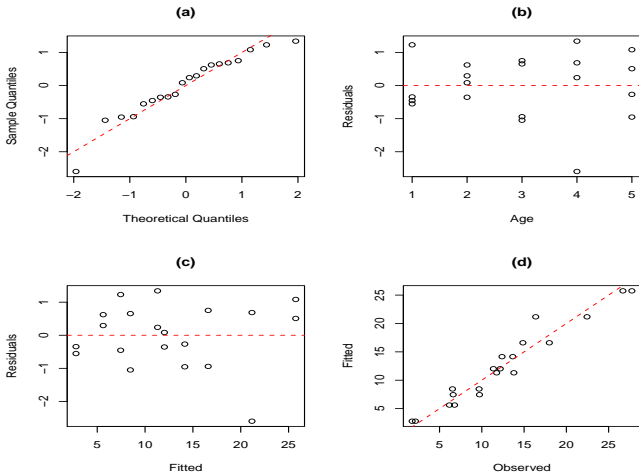 (a)
Sample Quantiles
1
0
−1
−2
−2 −1 0 1 2
Theoretical Quantiles
(b)
Residuals
1
0
−1
−2
1 2 3 4 5
Age
(c)
Residuals
1
0
−1
−2
5 10 15 20 25
Fitted
(d)
Fitted
25
20
15
10
5
5 10 15 20 25
Observed